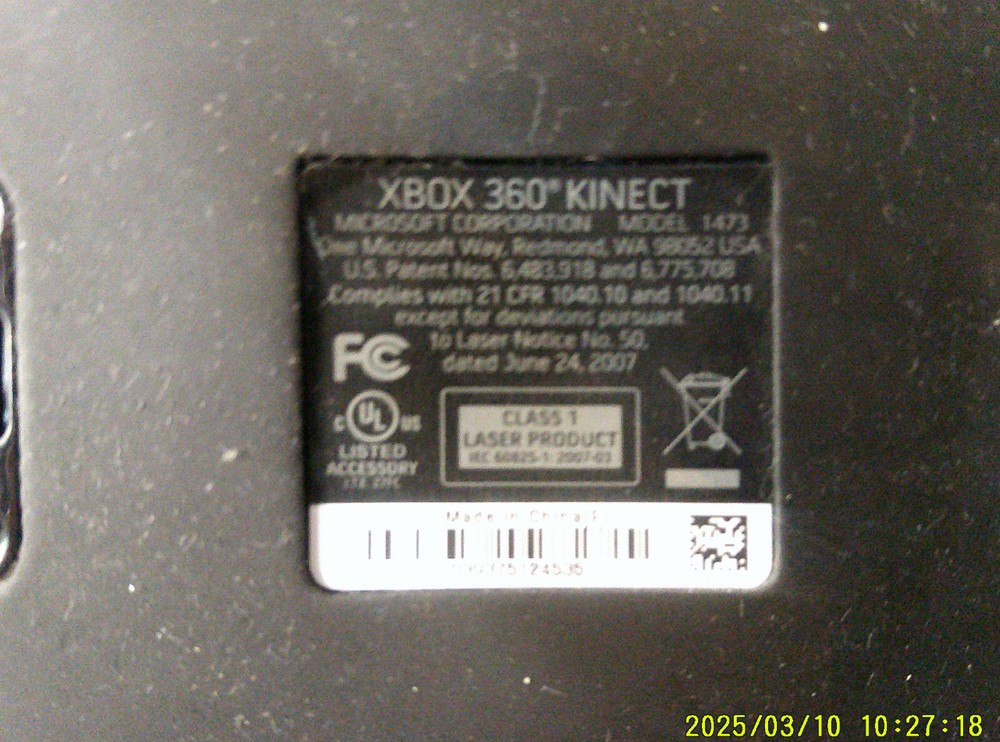 XBOX 360® KINECT
MICROSOFT CORPORATION MODEL 1473
One Microsoft Way, Redmond, WA 98052 USA
U.S. Patent Nos. 6,483,918 and 6,775,708
Complies with 21 CFR 1040.10 and 1040.11
except for deviations pursuant
to Laser Notice No. 50,
dated June 24, 2007
FC
C UL US
LISTED
ACCESSORY
CLASS 1
LASER PRODUCT
IEC 60825-1: 2007-03
Made in China
2025/03/10 10:27:18